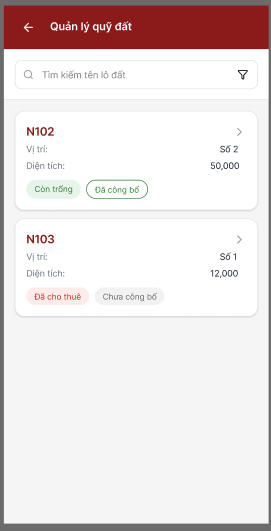 Quản lý quỹ đất
Tìm kiếm tên lô đất
N102
Vị trí: Số 2
Diện tích: 50,000
Còn trống Đã công bố
N103
Vị trí: Số 1
Diện tích: 12,000
Đã cho thuê Chưa công bố